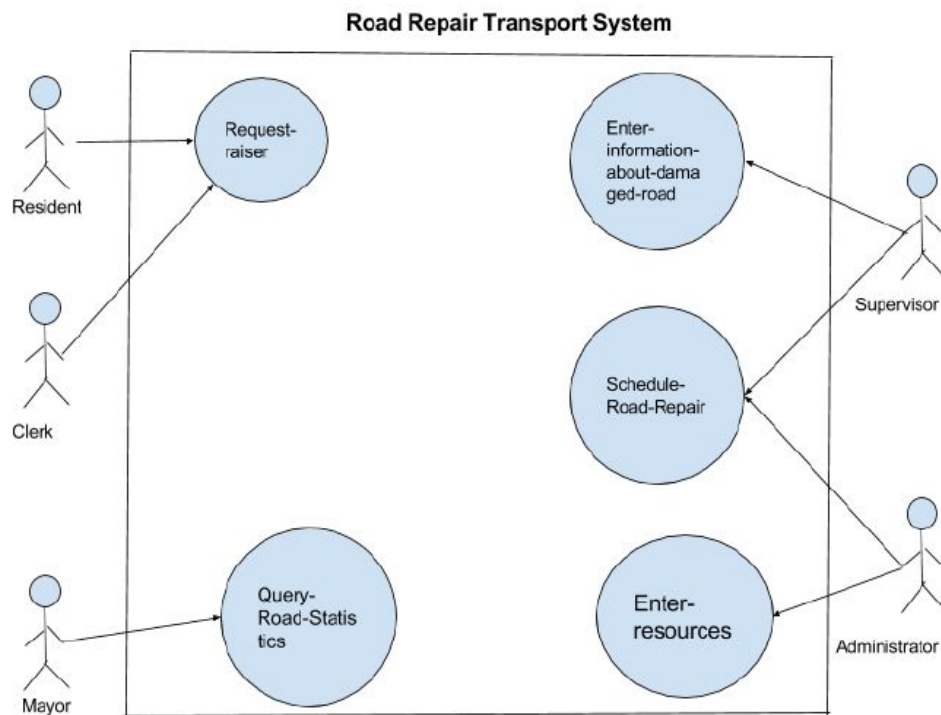 Road Repair Transport System
Request-
raiser
Resident
Clerk
Query-
Road-Statis
tics
Mayor
Enter-
information-
about-dama
ged-road
Supervisor
Schedule-
Road-Repair
Enter-
resources
Administrator